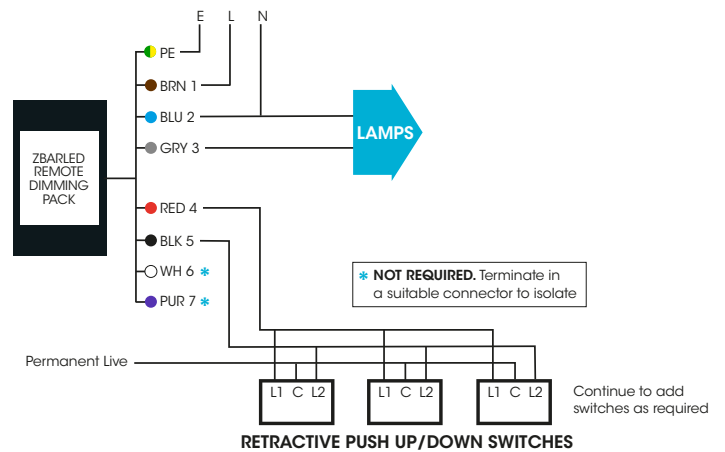 E L N
PE
BRN 1
BLU 2
GRY 3
LAMPS
ZBARLED
REMOTE
DIMMING
PACK
RED 4
BLK 5
WH 6 *
PUR 7 *
* NOT REQUIRED. Terminate in
a suitable connector to isolate
Permanent Live
L1 C L2
L1 C L2
L1 C L2
Continue to add
switches as required
RETRACTIVE PUSH UP/DOWN SWITCHES